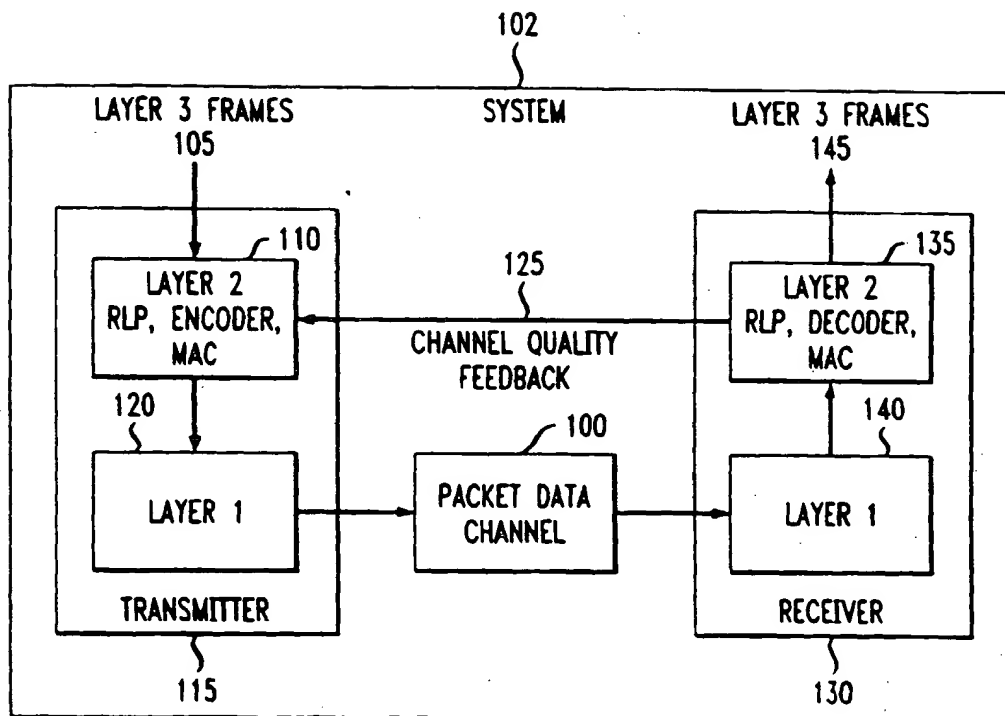 102
LAYER 3 FRAMES
105
SYSTEM
LAYER 3 FRAMES
145
110
LAYER 2
RLP, ENCODER,
MAC
125
CHANNEL QUALITY
FEEDBACK
135
LAYER 2
RLP, DECODER,
MAC
120
LAYER 1
100
PACKET DATA
CHANNEL
140
LAYER 1
TRANSMITTER
115
RECEIVER
130